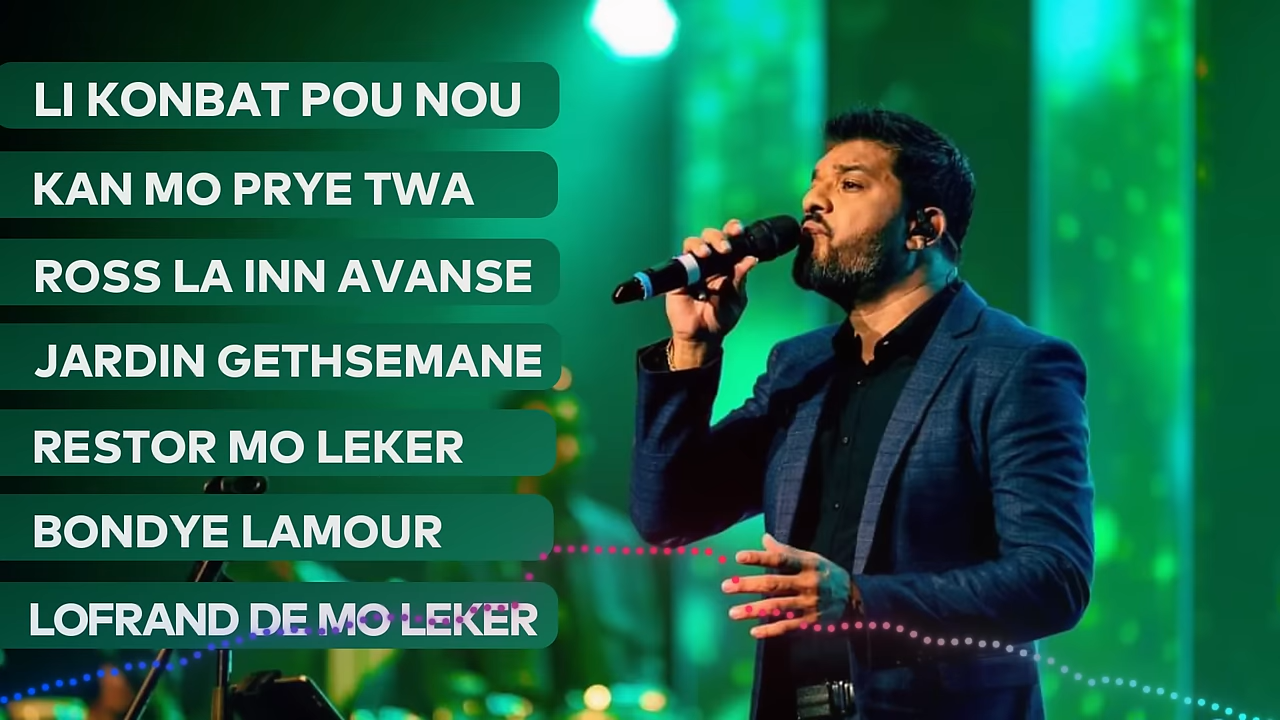 LI KONBAT POU NOU
KAN MO PRYE TWA
ROSS LA INN AVANSE
JARDIN GETHSEMANE
RESTOR MO LEKER
BONDYE LAMOUR
LOFRAND DE MO LEKER